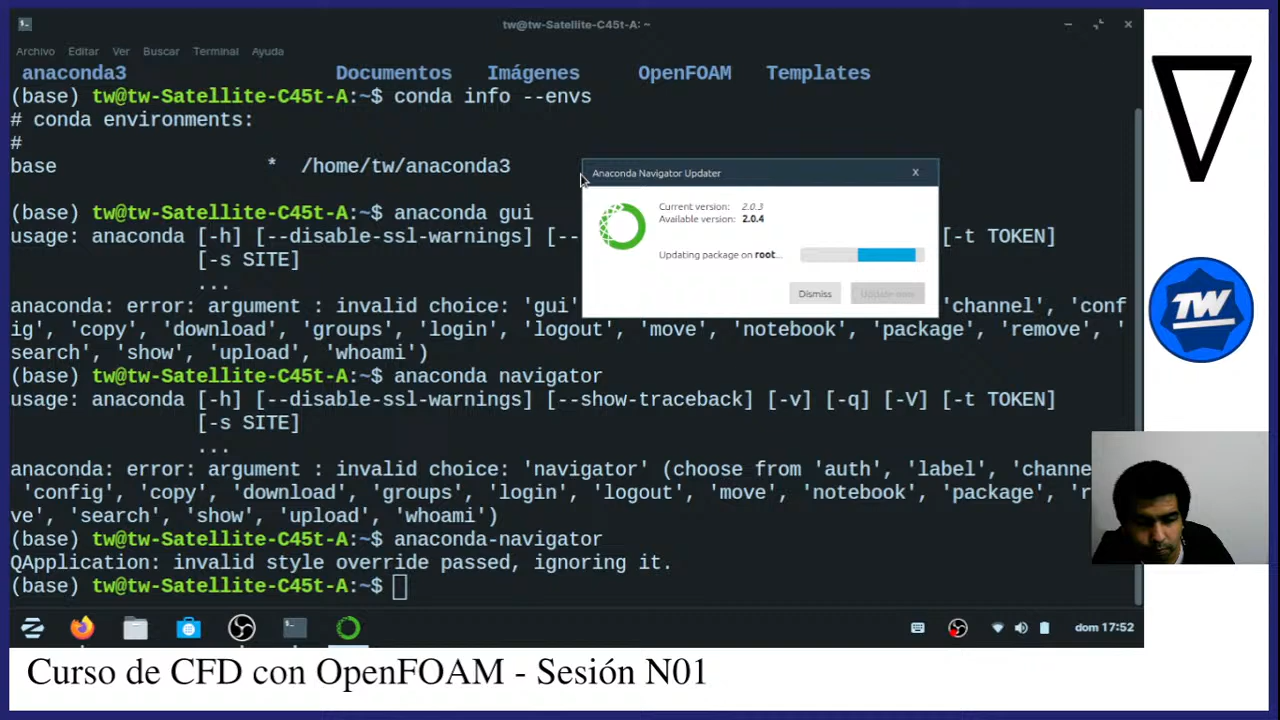 tw@tw-Satellite-C45t-A: ~
Archivo Editar Ver Buscar Terminal Ayuda
anaconda3 Documentos Imágenes OpenFOAM Templates
(base) tw@tw-Satellite-C45t-A:~$ conda info --envs
# conda environments:
#
base * /home/tw/anaconda3
(base) tw@tw-Satellite-C45t-A:~$ anaconda gui
usage: anaconda [-h] [--disable-ssl-warnings] [-- [-t TOKEN]
[-s SITE]
...
anaconda: error: argument : invalid choice: 'gui' 'channel', 'conf
ig', 'copy', 'download', 'groups', 'login', 'logout', 'move', 'notebook', 'package', 'remove', '
search', 'show', 'upload', 'whoami')
(base) tw@tw-Satellite-C45t-A:~$ anaconda navigator
usage: anaconda [-h] [--disable-ssl-warnings] [--show-traceback] [-v] [-q] [-V] [-t TOKEN]
[-s SITE]
...
anaconda: error: argument : invalid choice: 'navigator' (choose from 'auth', 'label', 'channe
'config', 'copy', 'download', 'groups', 'login', 'logout', 'move', 'notebook', 'package', 'r
ve', 'search', 'show', 'upload', 'whoami')
(base) tw@tw-Satellite-C45t-A:~$ anaconda-navigator
QApplication: invalid style override passed, ignoring it.
(base) tw@tw-Satellite-C45t-A:~$
Anaconda Navigator Updater X
Current version: 2.0.3
Available version: 2.0.4
Updating package on root...
Dismiss Update now
TW
dom 17:52
Curso de CFD con OpenFOAM - Sesión N01